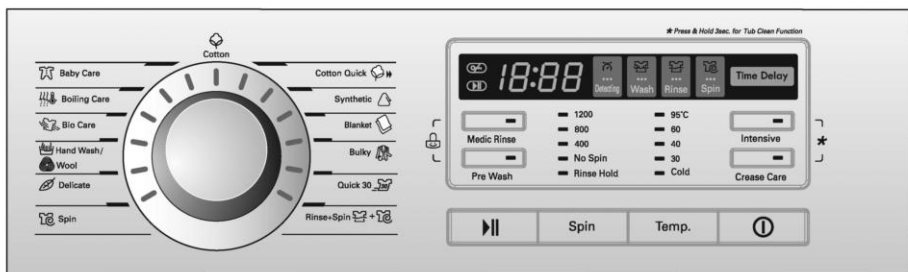 Cotton
Baby Care
Boiling Care
Bio Care
Hand Wash/
Wool
Delicate
Spin
Cotton Quick
Synthetic
Blanket
Bulky
Quick 30
Rinse+Spin
* Press & Hold 3sec. for Tub Clean Function
18:88
Detecting
Wash
Rinse
Spin
Time Delay
Medic Rinse
Pre Wash
1200
800
400
No Spin
Rinse Hold
95°C
60
40
30
Cold
Intensive
Crease Care
*
Spin
Temp.